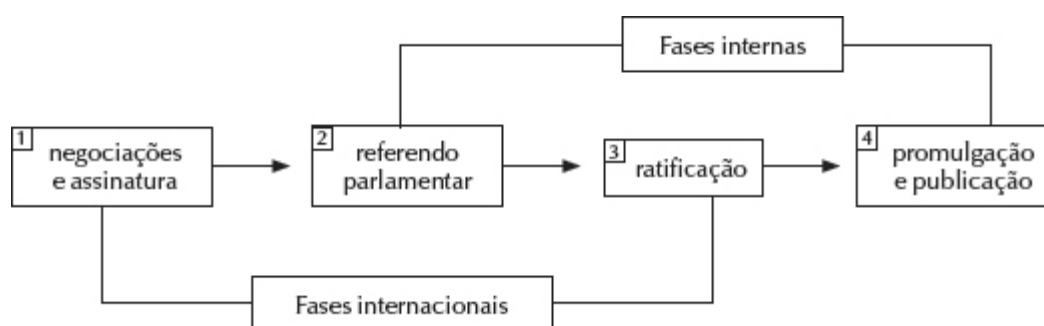 Fases internas
1
negociações
e assinatura
2
referendo
parlamentar
3
ratificação
4
promulgação
e publicação
Fases internacionais